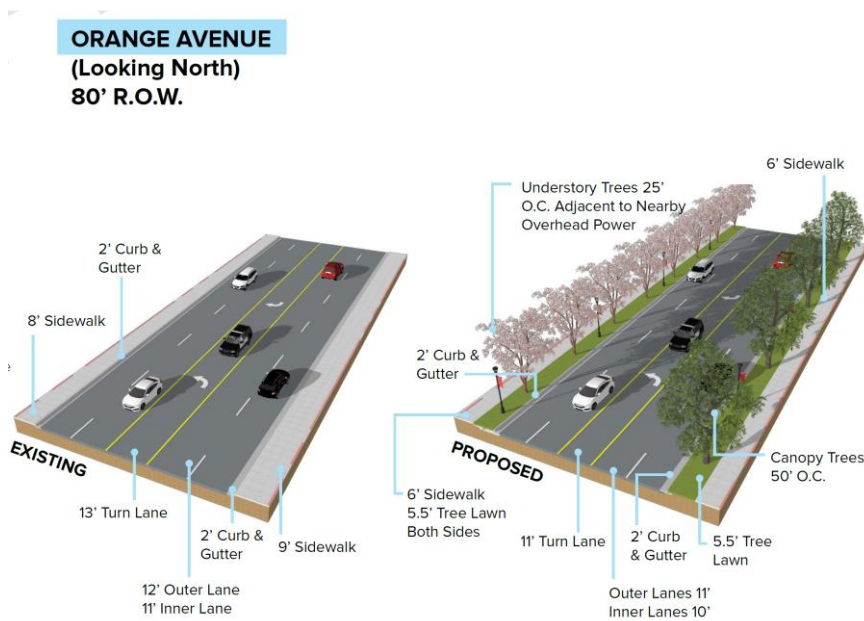 ORANGE AVENUE
(Looking North)
80’ R.O.W.
2’ Curb &
Gutter
8’ Sidewalk
EXISTING
13’ Turn Lane
2’ Curb &
Gutter
9’ Sidewalk
12’ Outer Lane
11’ Inner Lane
6’ Sidewalk
Understory Trees 25’
O.C. Adjacent to Nearby
Overhead Power
2’ Curb &
Gutter
PROPOSED
6’ Sidewalk
5.5’ Tree Lawn
Both Sides
11’ Turn Lane
2’ Curb
& Gutter
5.5’ Tree
Lawn
Canopy Trees
50’ O.C.
Outer Lanes 11’
Inner Lanes 10’